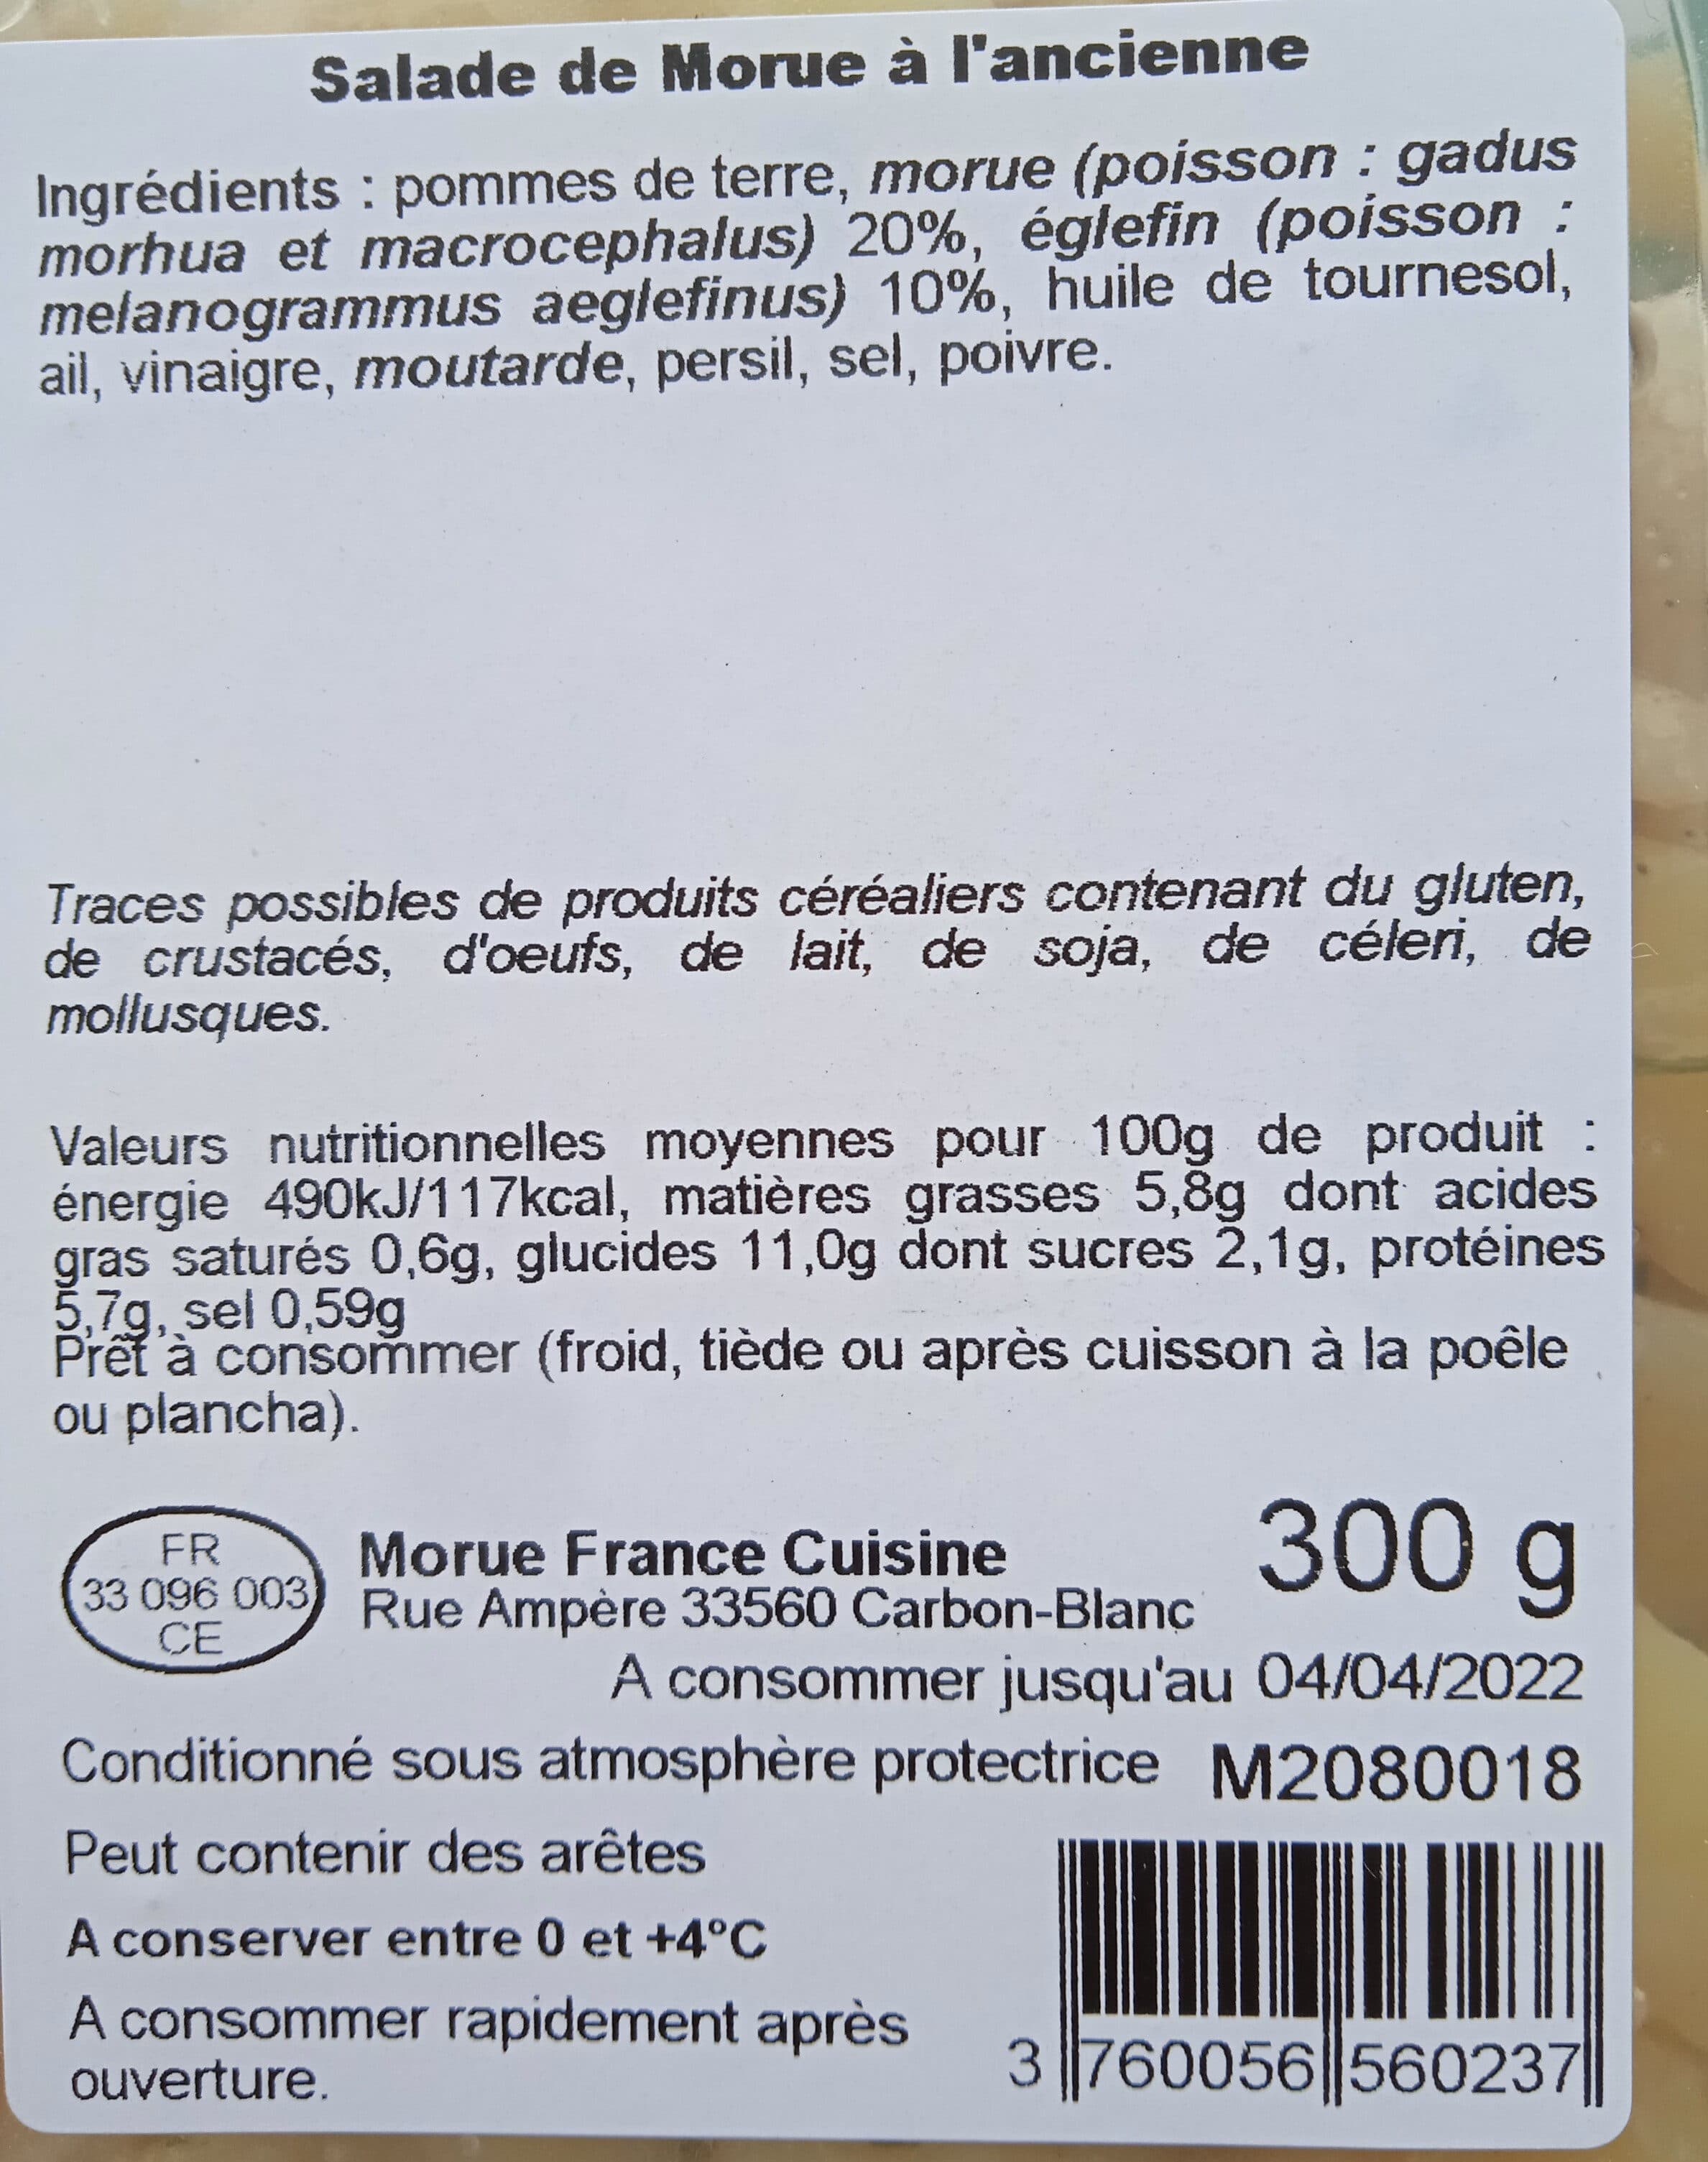 Salade de Morue à l'ancienne
Ingrédients : pommes de terre, morue (poisson : gadus
morhua et macrocephalus) 20%, églefin (poisson :
melanogrammus aeglefinus) 10%, huile de tournesol,
ail, vinaigre, moutarde, persil, sel, poivre.
Traces possibles de produits céréaliers contenant du gluten,
de crustacés, d'oeufs, de lait, de soja, de céleri, de
mollusques.
Valeurs nutritionnelles moyennes pour 100g de produit :
énergie 490kJ/117kcal, matières grasses 5,8g dont acides
gras saturés 0,6g, glucides 11,0g dont sucres 2,1g, protéines
5,7g, sel 0,59g
Prêt à consommer (froid, tiède ou après cuisson à la poêle
ou plancha).
FR
33 096 003
CE
Morue France Cuisine
Rue Ampère 33560 Carbon-Blanc
300 g
A consommer jusqu'au 04/04/2022
Conditionné sous atmosphère protectrice M2080018
Peut contenir des arêtes
A conserver entre 0 et +4°C
A consommer rapidement après
ouverture.
3 760056 560237